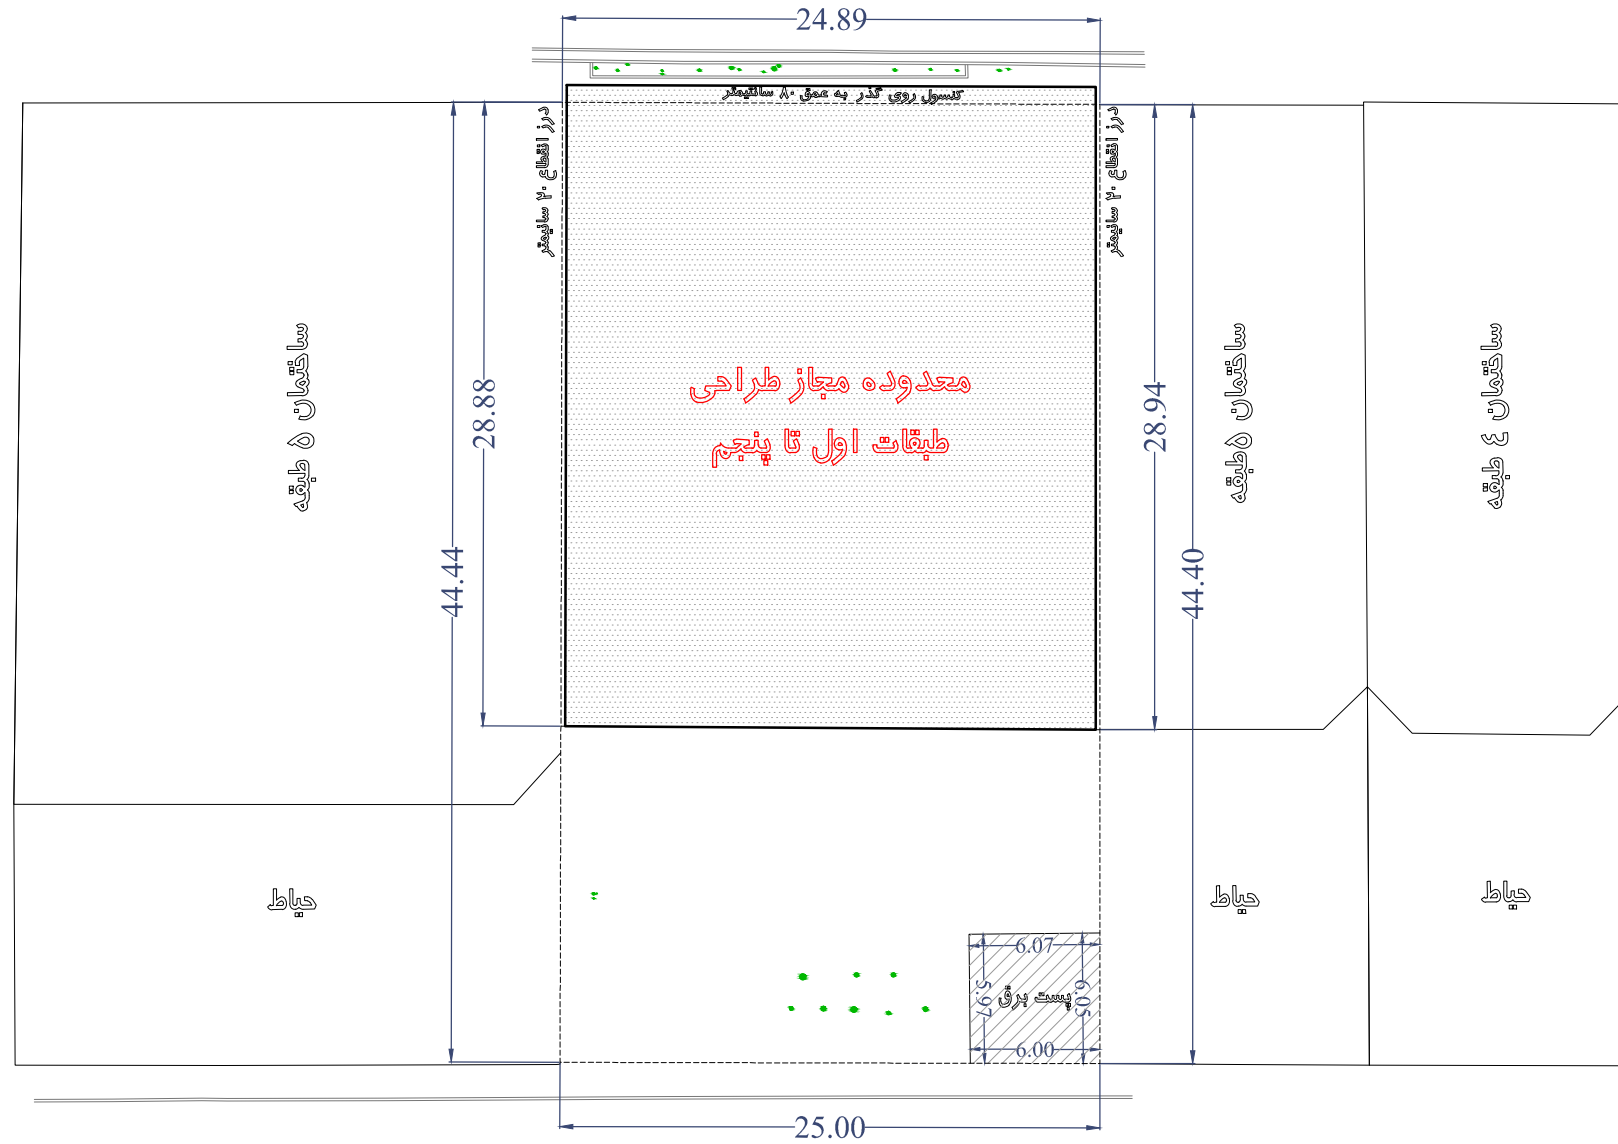 24.89
کنسول روی گذر به عمق ۸۰ سانتیمتر
درز انقطاع ۲۰ سانیمتر
درز انقطاع ۲۰ سانیمتر
ساختمان ۵ طبقه
28.88
44.44
محدوده مجاز طراحی
طبقات اول تا پنجم
28.94
44.40
ساختمان ۵طبقه
ساختمان ٤ طبقه
حیاط
حیاط
حیاط
6.07
5.97
پست برق
6.05
6.00
25.00